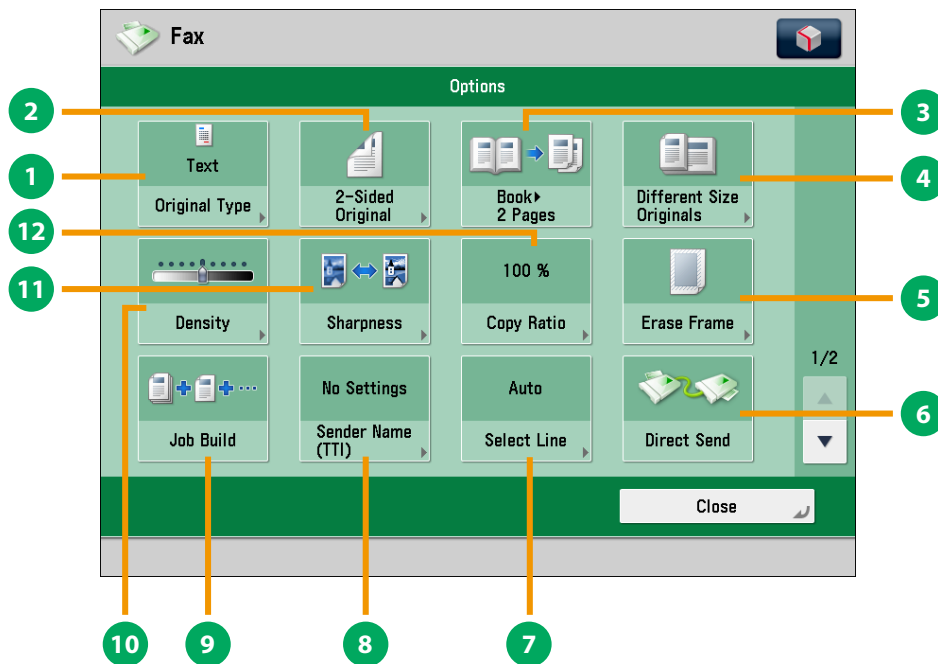 Fax
Options
2
3
1
4
12
Text
Original Type
2-Sided
Original
Book▸
2 Pages
Different Size
Originals
11
5
Density
Sharpness
100 %
Copy Ratio
Erase Frame
1/2
6
Job Build
No Settings
Sender Name
(TTI)
Auto
Select Line
Direct Send
Close
10
9
8
7